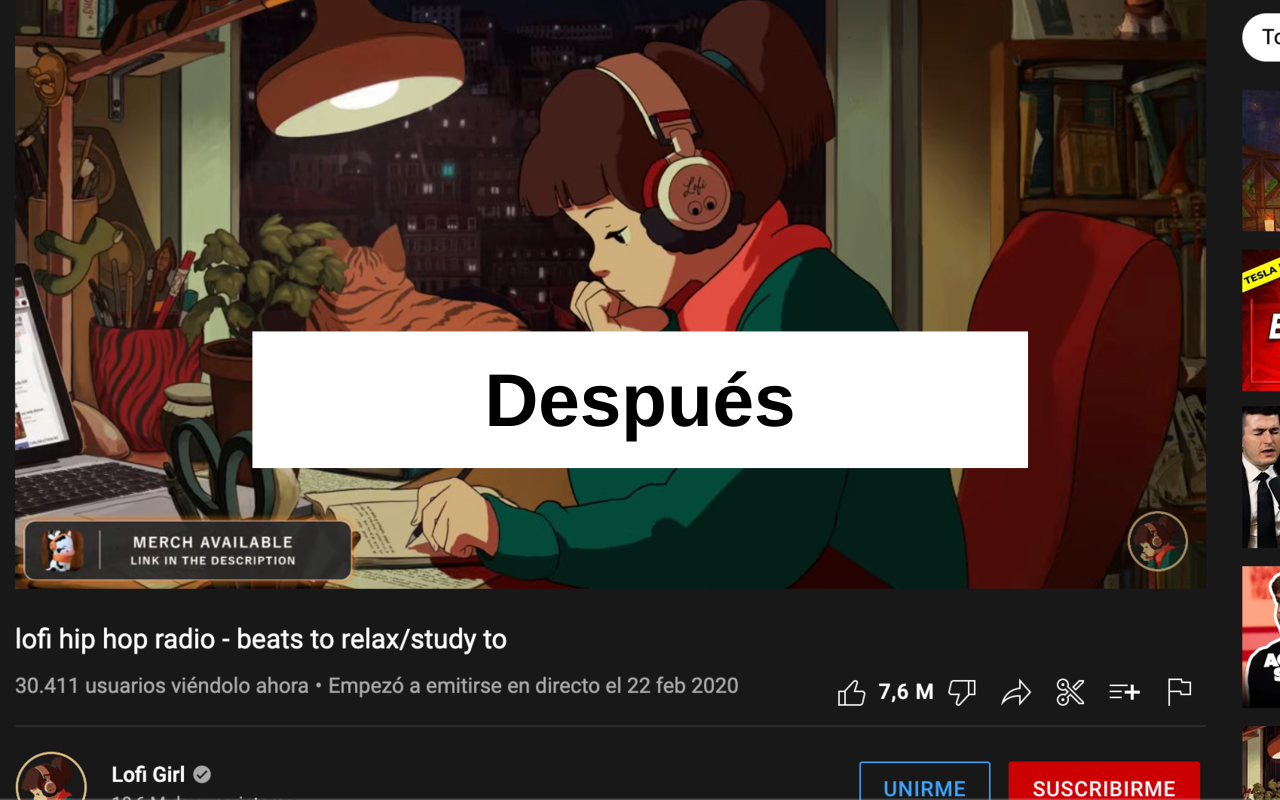 To
TESLA
Lofi
Después
MERCH AVAILABLE
LINK IN THE DESCRIPTION
lofi hip hop radio - beats to relax/study to
30.411 usuarios viéndolo ahora • Empezó a emitirse en directo el 22 feb 2020
7,6 M
Lofi Girl
UNIRME
SUSCRIBIRME